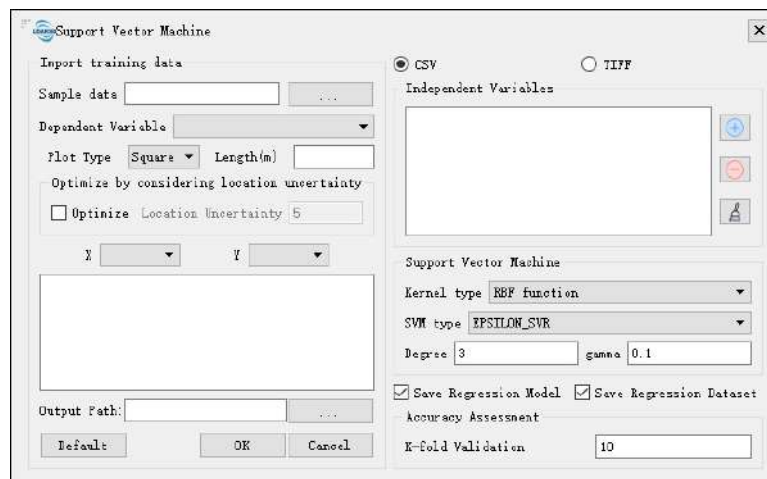 Support Vector Machine
Import training data
Sample data ...
Dependent Variable
Plot Type Square Length(m)
Optimize by considering location uncertainty
Optimize Location Uncertainty 5
X Y
Output Path: ...
Default OK Cancel
CSV TIFF
Independent Variables
Support Vector Machine
Kernel type RBF function
SVM type EPSILON_SVR
Degree 3 gamma 0.1
Save Regression Model Save Regression Dataset
Accuracy Assessment
K-fold Validation 10